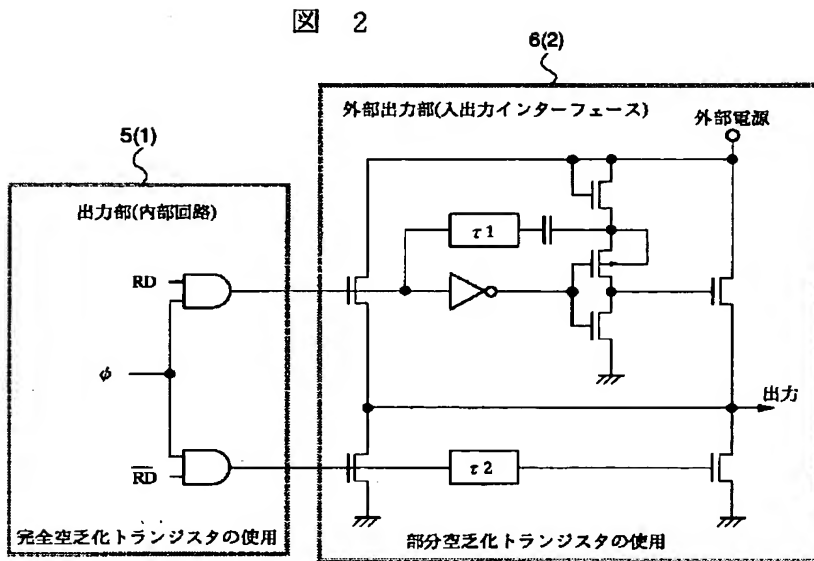 図 2
6(2)
外部出力部(入出力インターフェース)
外部電源
5(1)
出力部(内部回路)
τ1
RD
φ
出力
R̅D̅
τ2
完全空乏化トランジスタの使用
部分空乏化トランジスタの使用